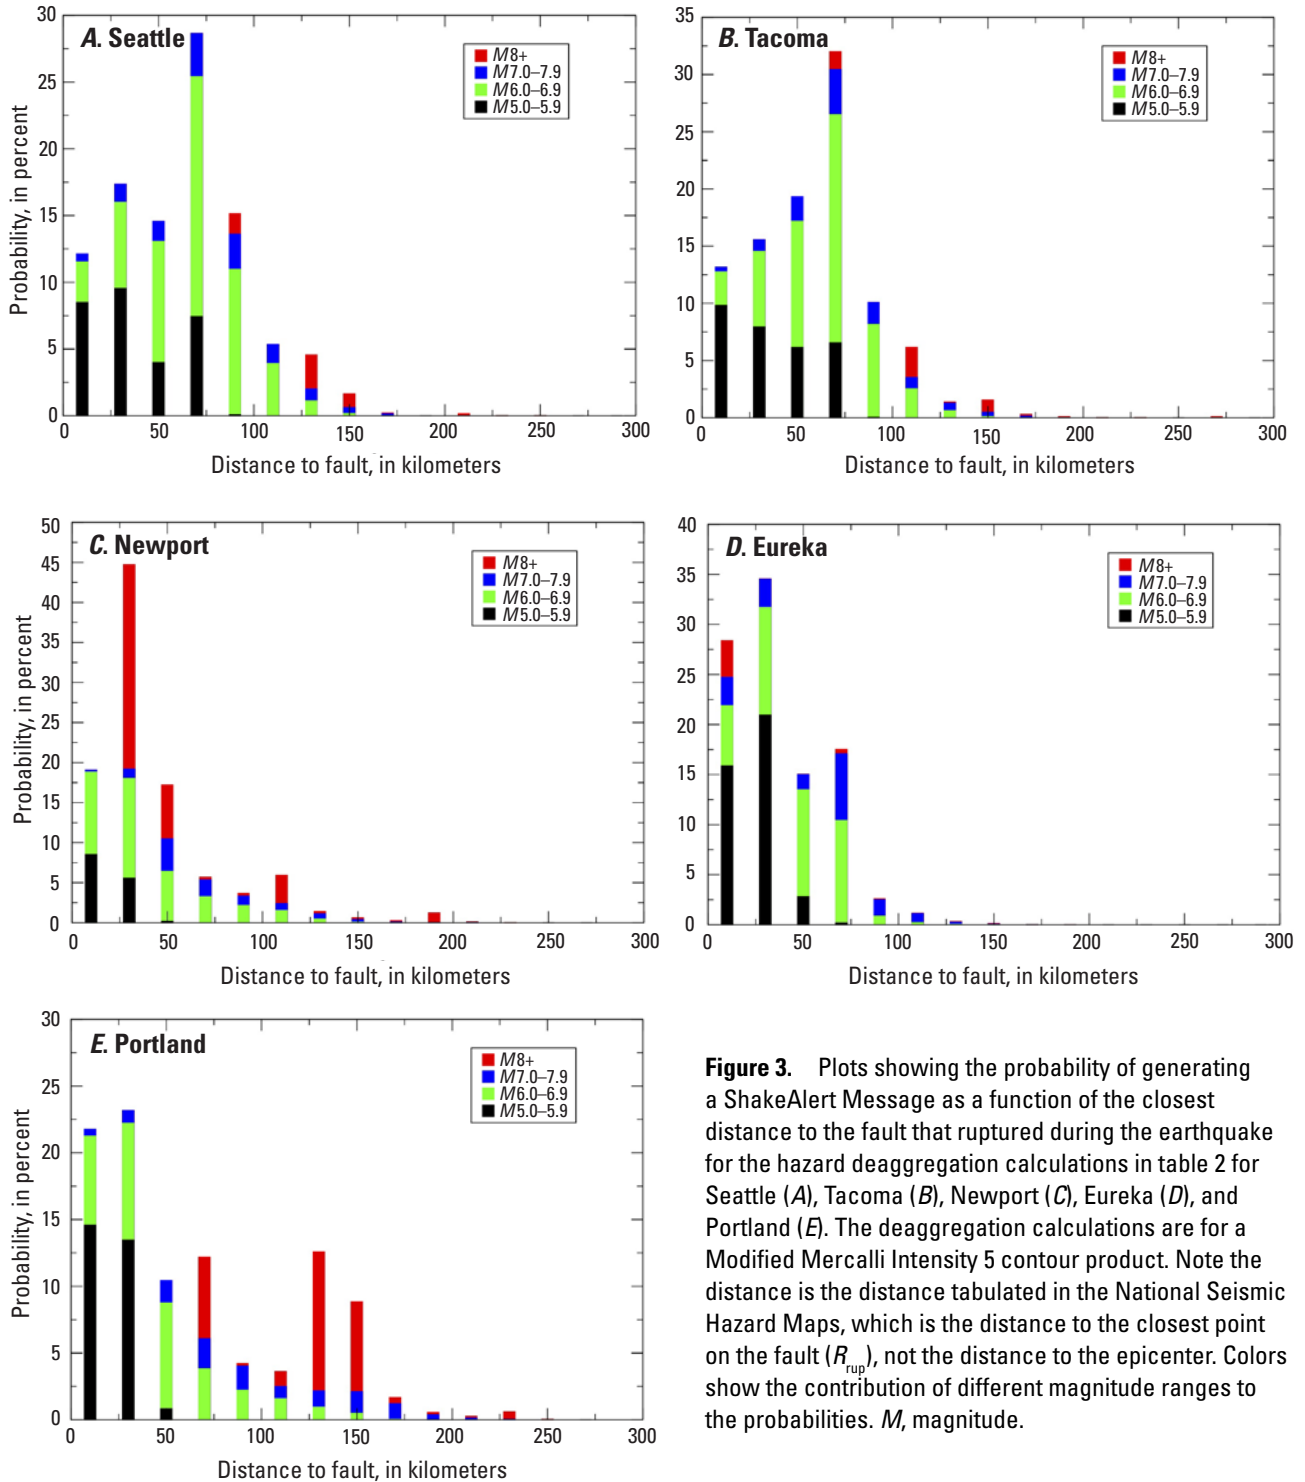 A. Seattle
M8+
M7.0–7.9
M6.0–6.9
M5.0–5.9
Probability, in percent
30
25
20
15
10
5
0
0 50 100 150 200 250 300
Distance to fault, in kilometers
B. Tacoma
M8+
M7.0–7.9
M6.0–6.9
M5.0–5.9
35
30
25
20
15
10
5
0
0 50 100 150 200 250 300
Distance to fault, in kilometers
C. Newport
M8+
M7.0–7.9
M6.0–6.9
M5.0–5.9
Probability, in percent
50
45
40
35
30
25
20
15
10
5
0
0 50 100 150 200 250 300
Distance to fault, in kilometers
D. Eureka
M8+
M7.0–7.9
M6.0–6.9
M5.0–5.9
40
35
30
25
20
15
10
5
0
0 50 100 150 200 250 300
Distance to fault, in kilometers
E. Portland
M8+
M7.0–7.9
M6.0–6.9
M5.0–5.9
Probability, in percent
30
25
20
15
10
5
0
0 50 100 150 200 250 300
Distance to fault, in kilometers
Figure 3. Plots showing the probability of generating
a ShakeAlert Message as a function of the closest
distance to the fault that ruptured during the earthquake
for the hazard deaggregation calculations in table 2 for
Seattle (A), Tacoma (B), Newport (C), Eureka (D), and
Portland (E). The deaggregation calculations are for a
Modified Mercalli Intensity 5 contour product. Note the
distance is the distance tabulated in the National Seismic
Hazard Maps, which is the distance to the closest point
on the fault (Rrup), not the distance to the epicenter. Colors
show the contribution of different magnitude ranges to
the probabilities. M, magnitude.